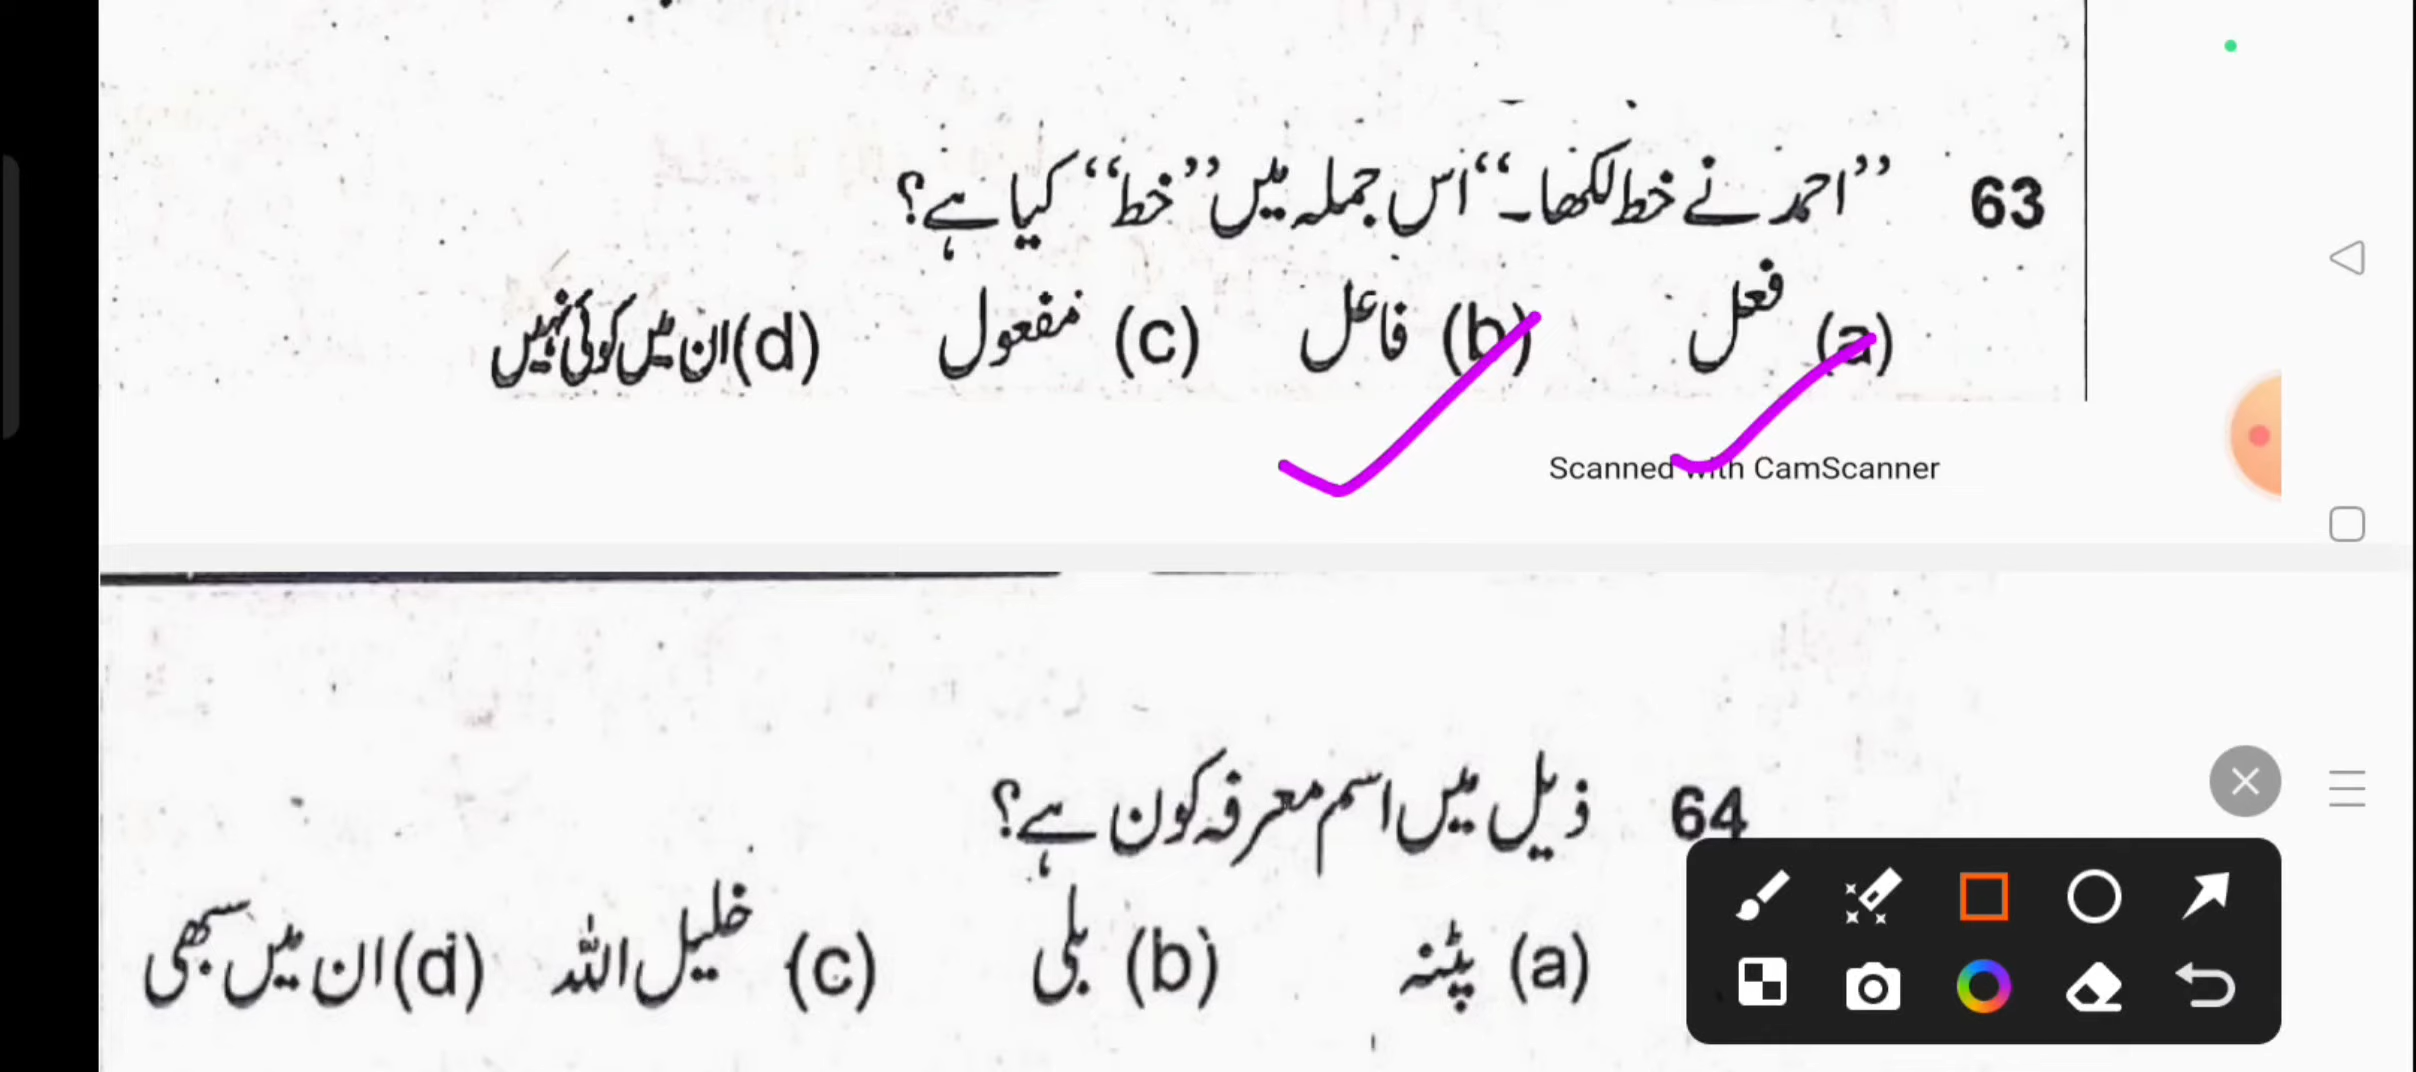 63 ’’احمد نے خط لکھا۔‘‘ اس جملہ میں ’’خط‘‘ کیا ہے؟
(a) فعل (b) فاعل (c) مفعول (d) ان میں کوئی نہیں
Scanned with CamScanner
64 ذیل میں اسم معرفہ کون ہے؟
(a) پٹنہ (b) بلی (c) خلیل اللہ (d) ان میں سبھی